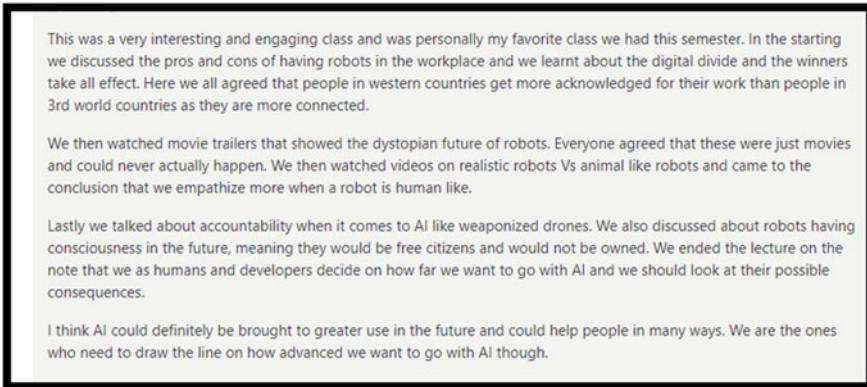 This was a very interesting and engaging class and was personally my favorite class we had this semester. In the starting
we discussed the pros and cons of having robots in the workplace and we learnt about the digital divide and the winners
take all effect. Here we all agreed that people in western countries get more acknowledged for their work than people in
3rd world countries as they are more connected.
We then watched movie trailers that showed the dystopian future of robots. Everyone agreed that these were just movies
and could never actually happen. We then watched videos on realistic robots Vs animal like robots and came to the
conclusion that we empathize more when a robot is human like.
Lastly we talked about accountability when it comes to AI like weaponized drones. We also discussed about robots having
consciousness in the future, meaning they would be free citizens and would not be owned. We ended the lecture on the
note that we as humans and developers decide on how far we want to go with AI and we should look at their possible
consequences.
I think AI could definitely be brought to greater use in the future and could help people in many ways. We are the ones
who need to draw the line on how advanced we want to go with AI though.